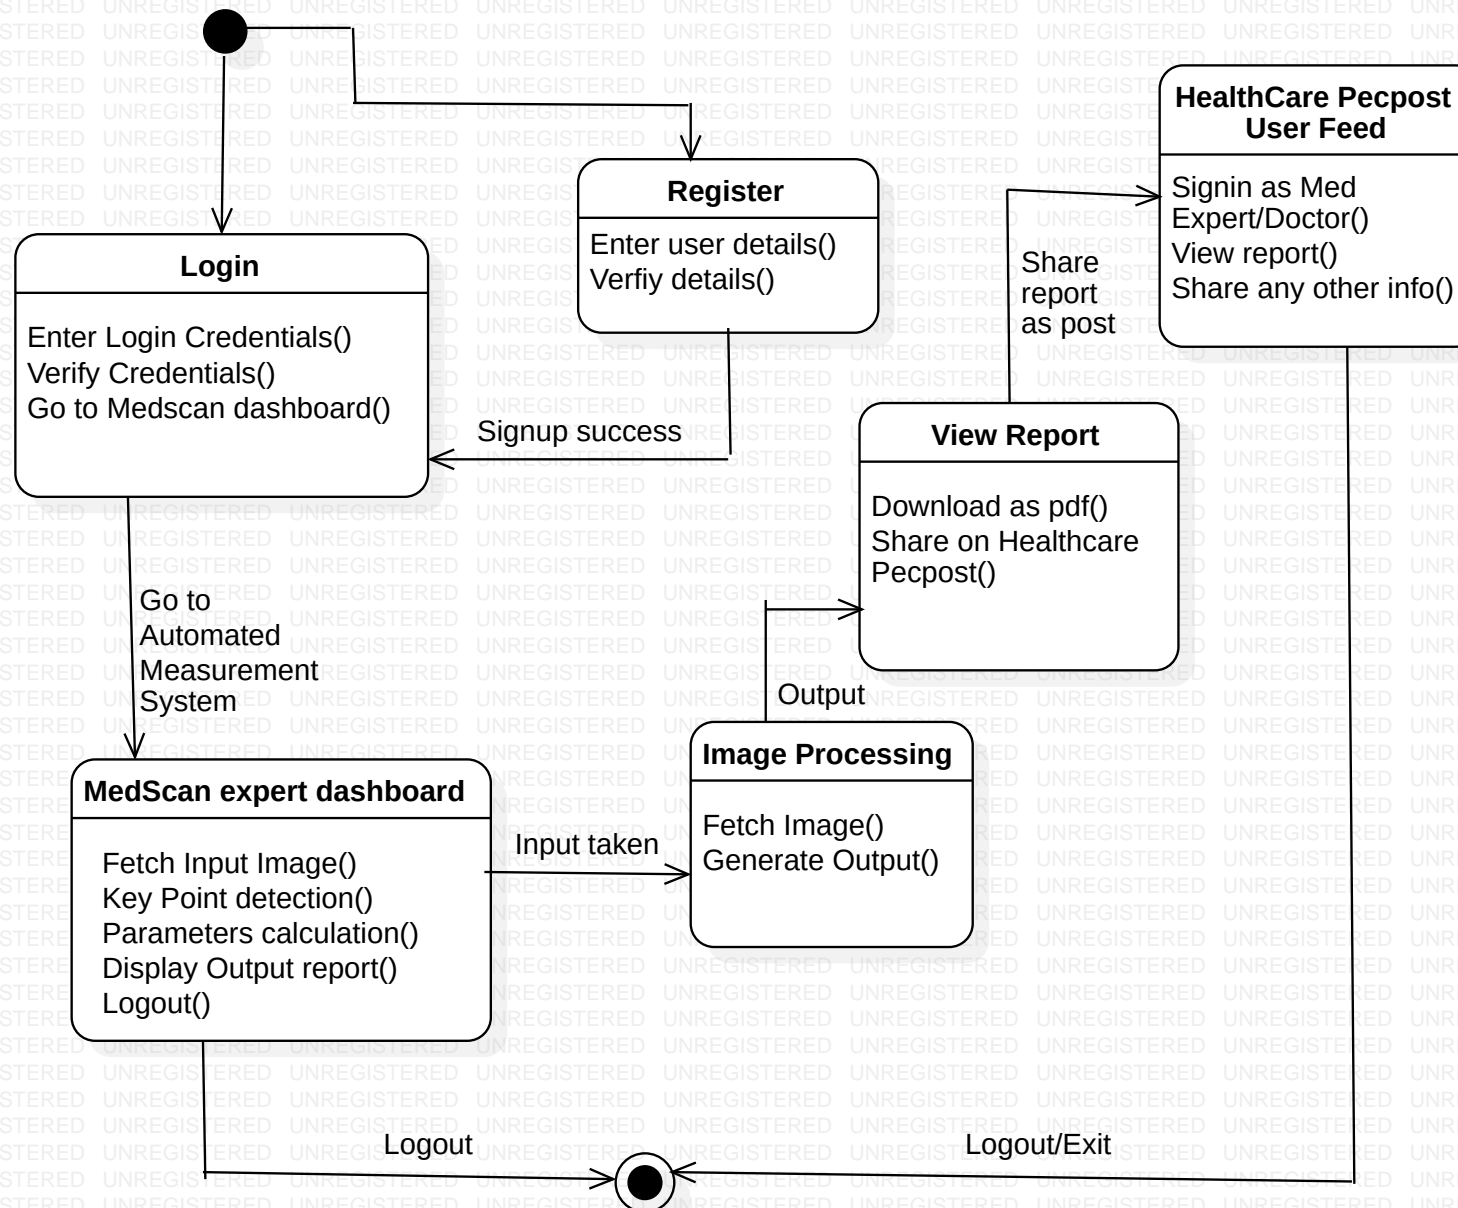 HealthCare Pecpost
User Feed
Signin as Med
Expert/Doctor()
View report()
Share any other info()
Register
Enter user details()
Verfiy details()
Login
Enter Login Credentials()
Verify Credentials()
Go to Medscan dashboard()
Share
report
as post
Signup success
View Report
Download as pdf()
Share on Healthcare
Pecpost()
Go to
Automated
Measurement
System
Output
Image Processing
Fetch Image()
Generate Output()
MedScan expert dashboard
Fetch Input Image()
Key Point detection()
Parameters calculation()
Display Output report()
Logout()
Input taken
Logout
Logout/Exit
UNREGISTERED